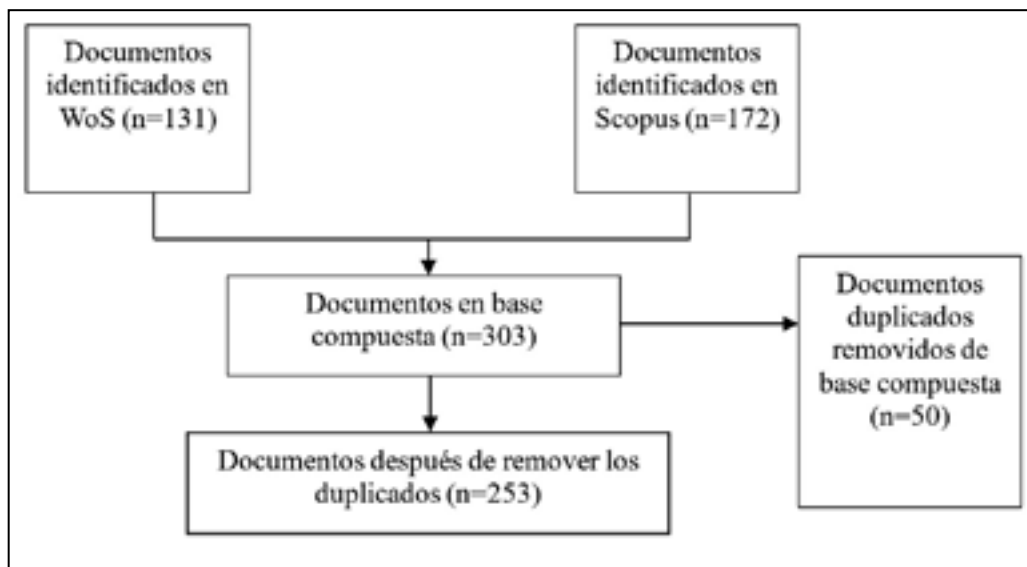 Documentos
identificados en
WoS (n=131)
Documentos
identificados en
Scopus (n=172)
Documentos en base
compuesta (n=303)
Documentos
duplicados
removidos de
base compuesta
(n=50)
Documentos después de remover los
duplicados (n=253)